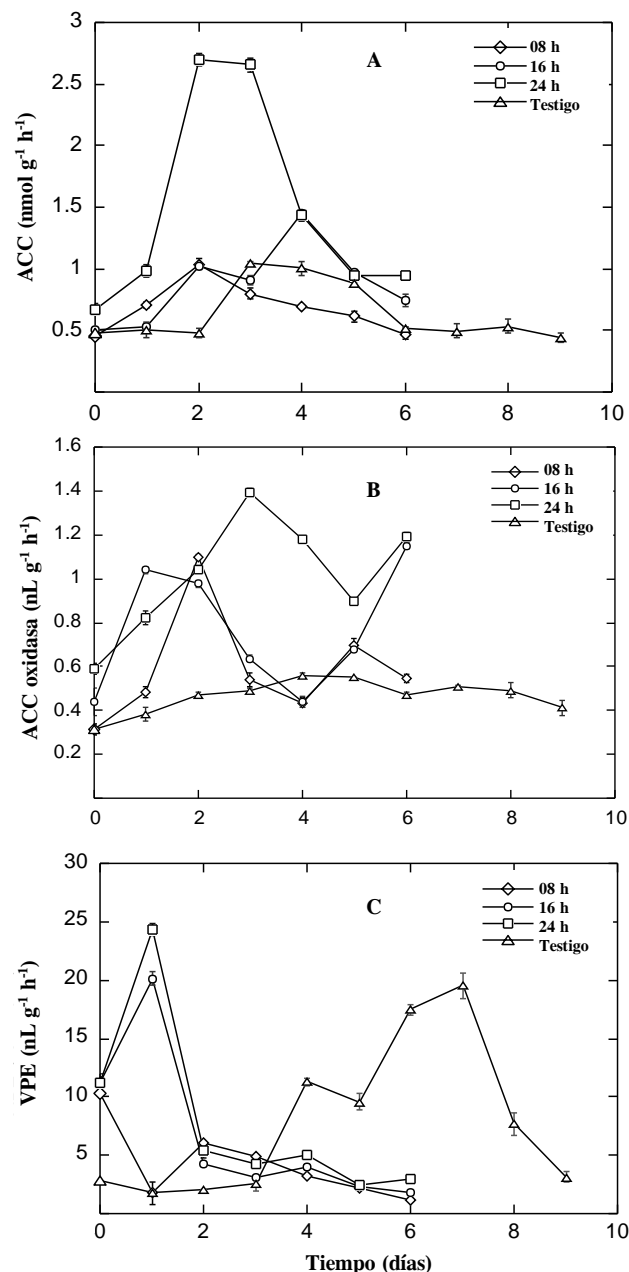 A
08 h
16 h
24 h
Testigo
ACC (nmol g⁻¹ h⁻¹)
3
2.5
2
1.5
1
0.5
0
0 2 4 6 8 10
B
08 h
16 h
24 h
Testigo
ACC oxidasa (nL g⁻¹ h⁻¹)
1.6
1.4
1.2
1
0.8
0.6
0.4
0.2
0 2 4 6 8 10
C
08 h
16 h
24 h
Testigo
VPE (nL g⁻¹ h⁻¹)
30
25
20
15
10
5
0 2 4 6 8 10
Tiempo (días)